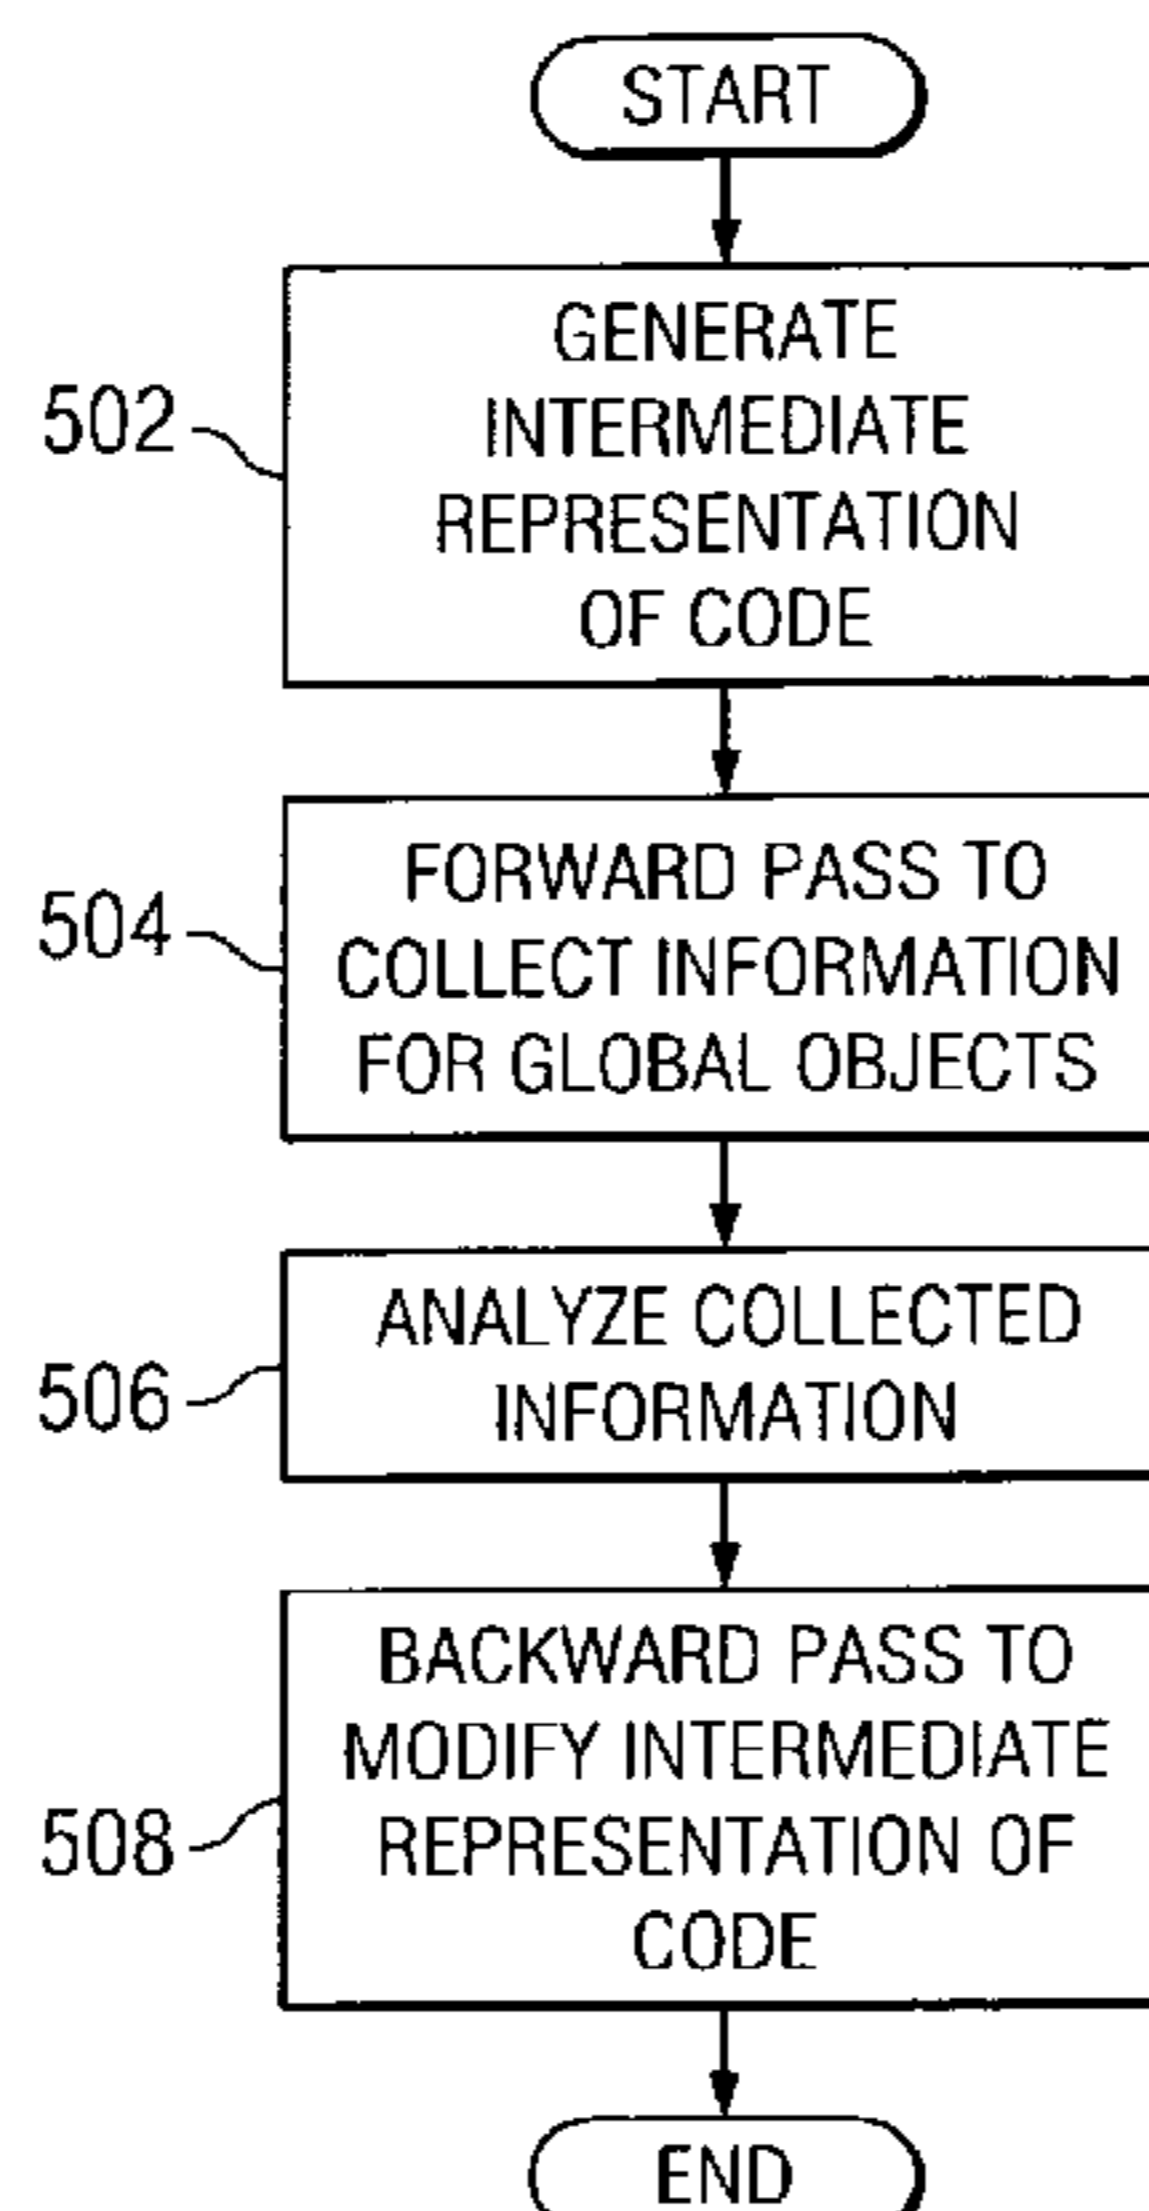 START
502
GENERATE
INTERMEDIATE
REPRESENTATION
OF CODE
504
FORWARD PASS TO
COLLECT INFORMATION
FOR GLOBAL OBJECTS
506
ANALYZE COLLECTED
INFORMATION
508
BACKWARD PASS TO
MODIFY INTERMEDIATE
REPRESENTATION OF
CODE
END